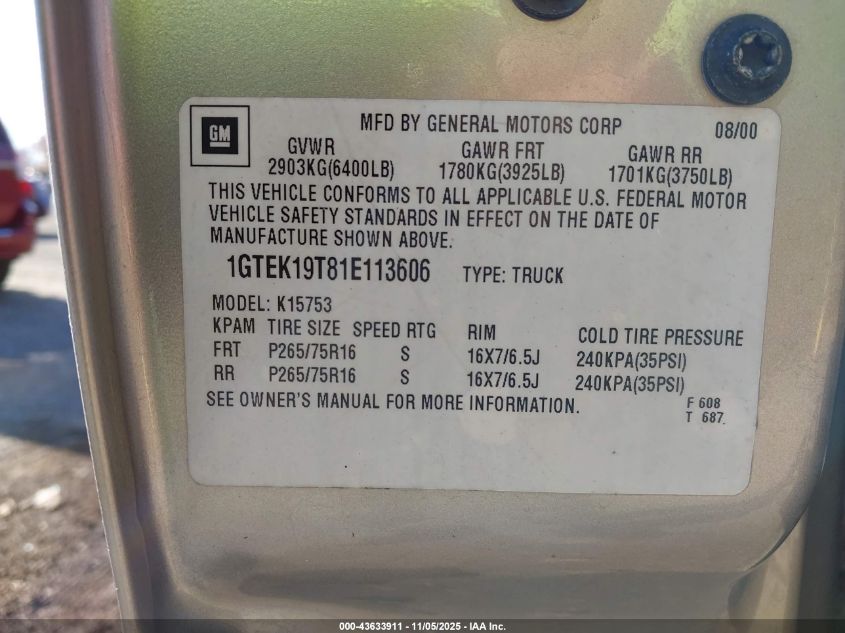 GM
MFD BY GENERAL MOTORS CORP 08/00
GVWR GAWR FRT GAWR RR
2903KG(6400LB) 1780KG(3925LB) 1701KG(3750LB)
THIS VEHICLE CONFORMS TO ALL APPLICABLE U.S. FEDERAL MOTOR
VEHICLE SAFETY STANDARDS IN EFFECT ON THE DATE OF
MANUFACTURE SHOWN ABOVE.
1GTEK19T81E113606 TYPE: TRUCK
MODEL: K15753
KPAM TIRE SIZE SPEED RTG RIM COLD TIRE PRESSURE
FRT P265/75R16 S 16X7/6.5J 240KPA(35PSI)
RR P265/75R16 S 16X7/6.5J 240KPA(35PSI)
SEE OWNER'S MANUAL FOR MORE INFORMATION.
F 608
T 687
000-43633911 - 11/05/2025 - IAA Inc.